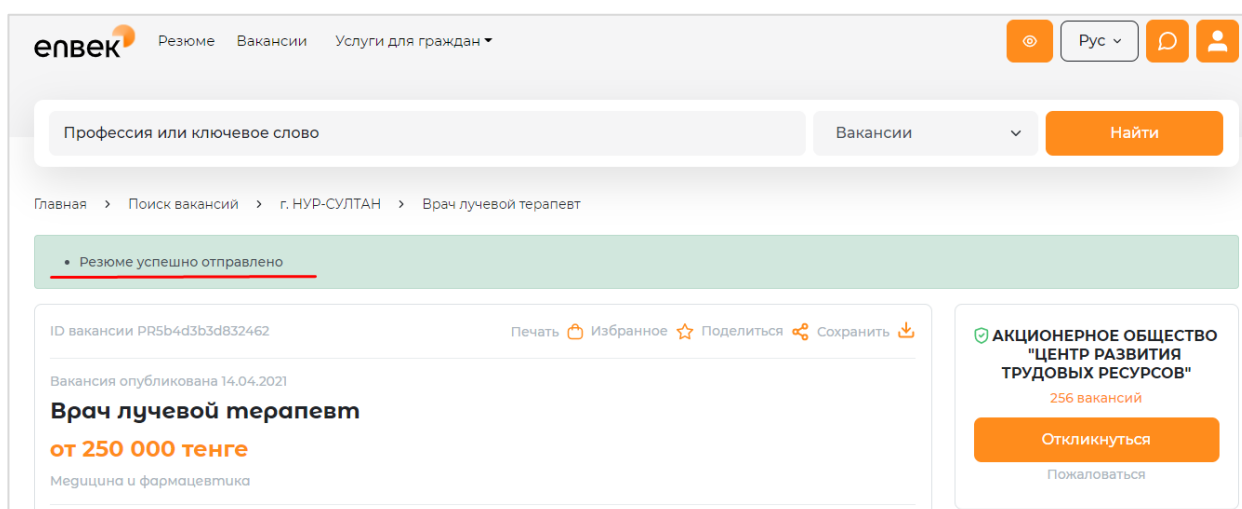 enbek
Резюме Вакансии Услуги для граждан
Рус
Профессия или ключевое слово Вакансии Найти
Главная > Поиск вакансий > г. НУР-СУЛТАН > Врач лучевой терапевт
• Резюме успешно отправлено
ID вакансии PR5b4d3b3d832462 Печать Избранное Поделиться Сохранить
Вакансия опубликована 14.04.2021
Врач лучевой терапевт
от 250 000 тенге
Медицина и фармацевтика
АКЦИОНЕРНОЕ ОБЩЕСТВО
"ЦЕНТР РАЗВИТИЯ
ТРУДОВЫХ РЕСУРСОВ"
256 вакансий
Откликнуться
Пожаловаться